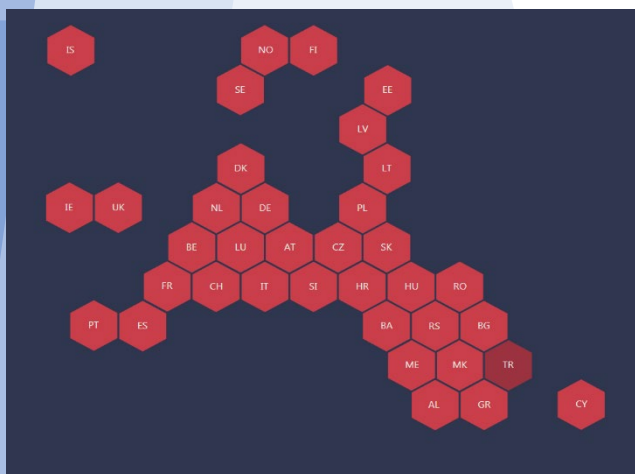 IS NO FI
SE EE
LV
DK LT
IE UK NL DE PL
BE LU AT CZ SK
FR CH IT SI HR HU RO
PT ES BA RS BG
ME MK TR
AL GR CY